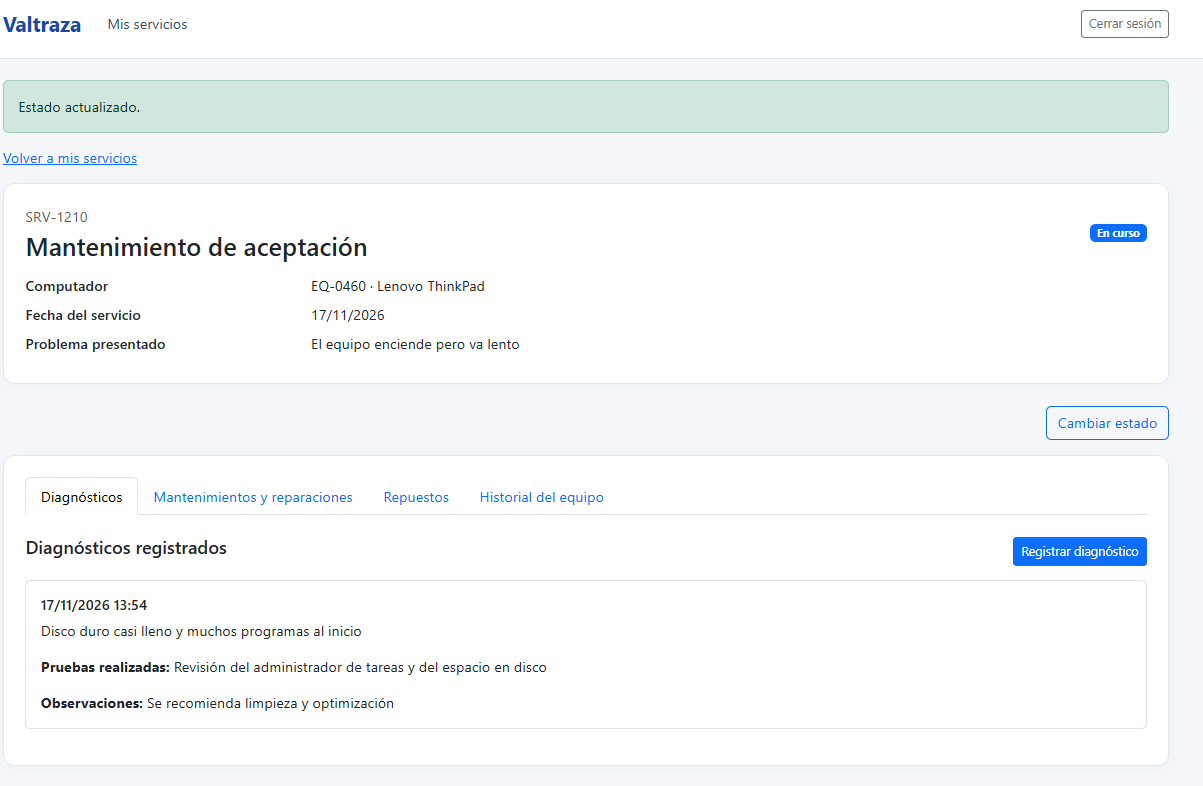 Valtraza Mis servicios Cerrar sesión
Estado actualizado.
Volver a mis servicios
SRV-1210
Mantenimiento de aceptación En curso
Computador EQ-0460 · Lenovo ThinkPad
Fecha del servicio 17/11/2026
Problema presentado El equipo enciende pero va lento
Cambiar estado
Diagnósticos Mantenimientos y reparaciones Repuestos Historial del equipo
Diagnósticos registrados Registrar diagnóstico
17/11/2026 13:54
Disco duro casi lleno y muchos programas al inicio
Pruebas realizadas: Revisión del administrador de tareas y del espacio en disco
Observaciones: Se recomienda limpieza y optimización